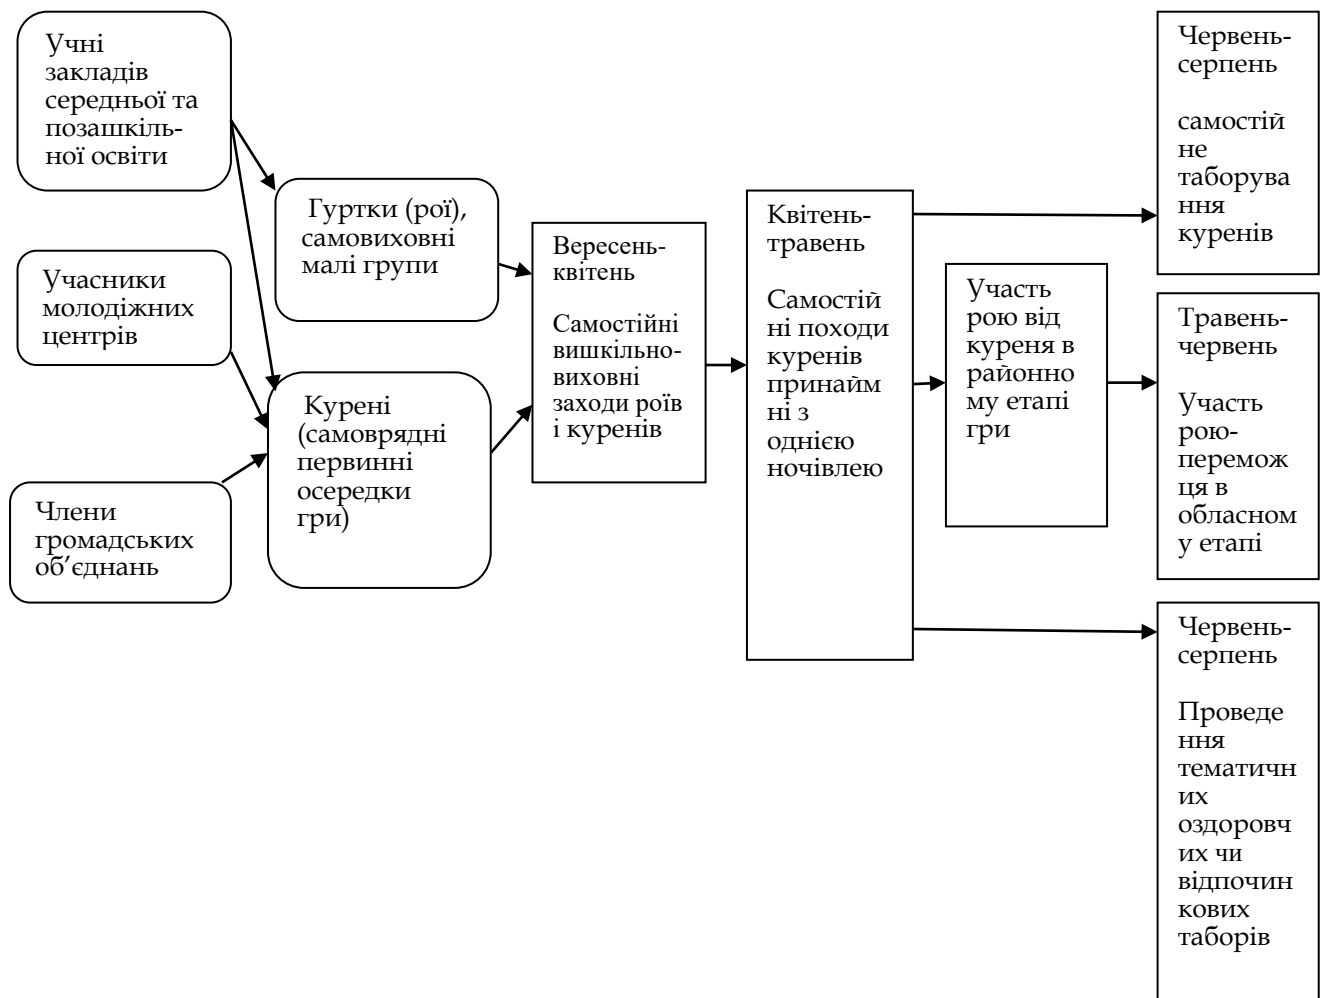 Учні
закладів
середньої та
позашкіль-
ної освіти
Учасники
молодіжних
центрів
Члени
громадських
об’єднань
Гуртки (рої),
самовиховні
малі групи
Курені
(самоврядні
первинні
осередки
гри)
Вересень-
квітень
Самостійні
вишкільно-
виховні
заходи роїв
і куренів
Квітень-
травень
Самостій
ні походи
куренів
принайм
ні з
однією
ночівлею
Участь
рою від
куреня в
районно
му етапі
гри
Червень-
серпень
самостій
не
таборува
ння
куренів
Травень-
червень
Участь
рою-
перемож
ця в
обласном
у етапі
Червень-
серпень
Проведе
ння
тематичн
их
оздоровч
их чи
відпочин
кових
таборів